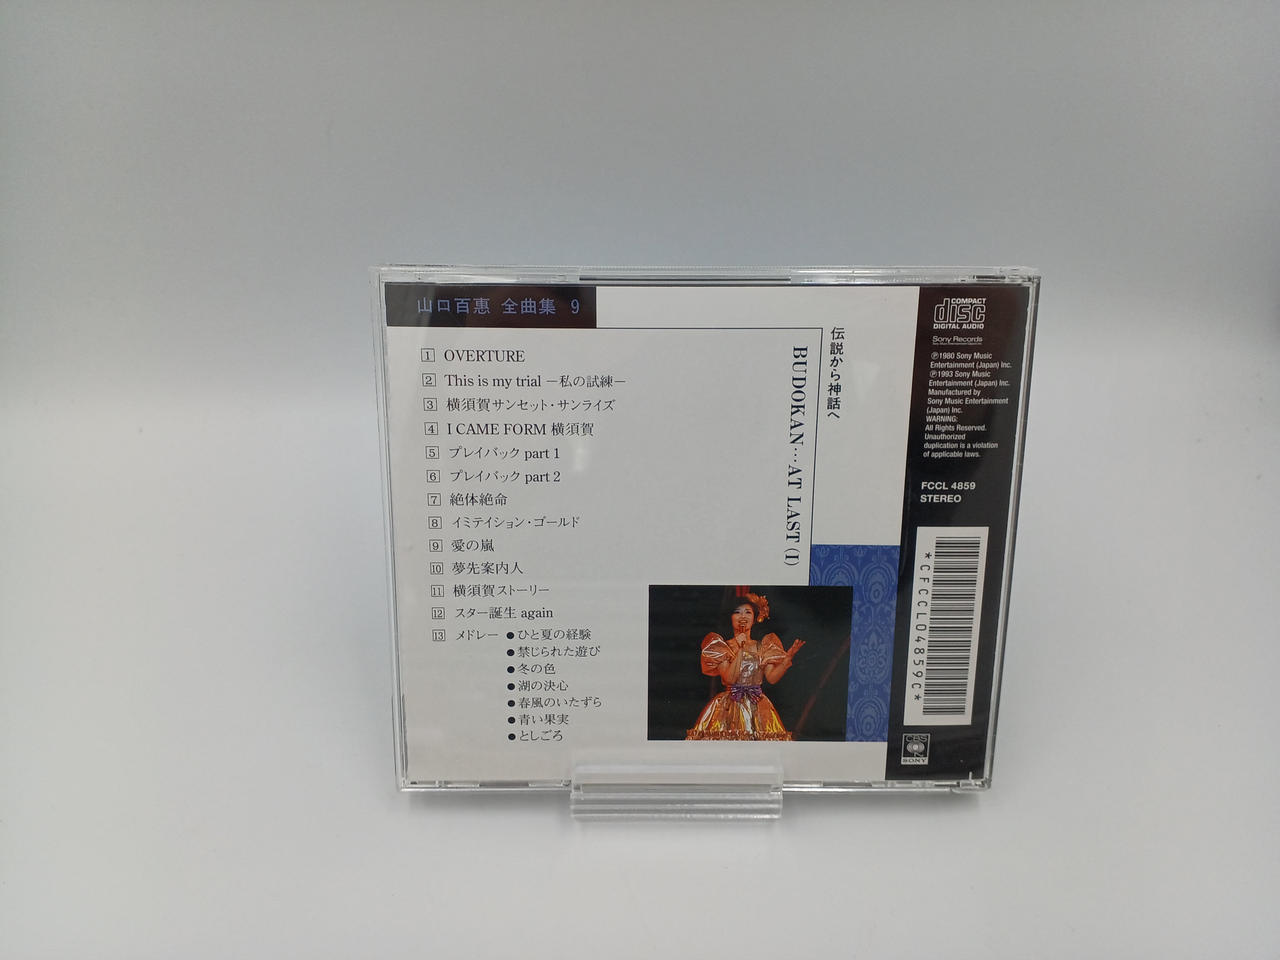 山口百惠 全曲集 9
1 OVERTURE
2 This is my trial －私の試練－
3 横須賀サンセット・サンライズ
4 I CAME FORM 横須賀
5 プレイバック part 1
6 プレイバック part 2
7 絶体絶命
8 イミテイション・ゴールド
9 愛の嵐
10 夢先案内人
11 横須賀ストーリー
12 スター誕生 again
13 メドレー ●ひと夏の経験
●禁じられた遊び
●冬の色
●湖の決心
●春風のいたずら
●青い果実
●としごろ
伝説から神話へ
BUDOKAN…AT LAST (I)
COMPACT
disc
DIGITAL AUDIO
Sony Records
℗1980 Sony Music
Entertainment (Japan) Inc.
℗1993 Sony Music
Entertainment (Japan) Inc.
Manufactured by
Sony Music Entertainment
(Japan) Inc.
WARNING:
All Rights Reserved.
Unauthorized
duplication is a violation
of applicable laws.
FCCL 4859
STEREO
*CFCCL04859C*
CBS
SONY